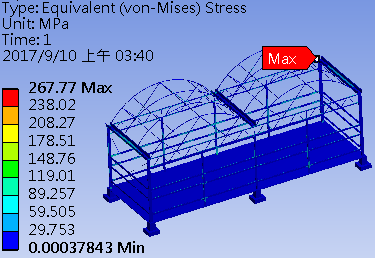 Type: Equivalent (von-Mises) Stress
Unit: MPa
Time: 1
2017/9/10 上午 03:40
Max
267.77 Max
238.02
208.27
178.51
148.76
119.01
89.257
59.505
29.753
0.00037843 Min